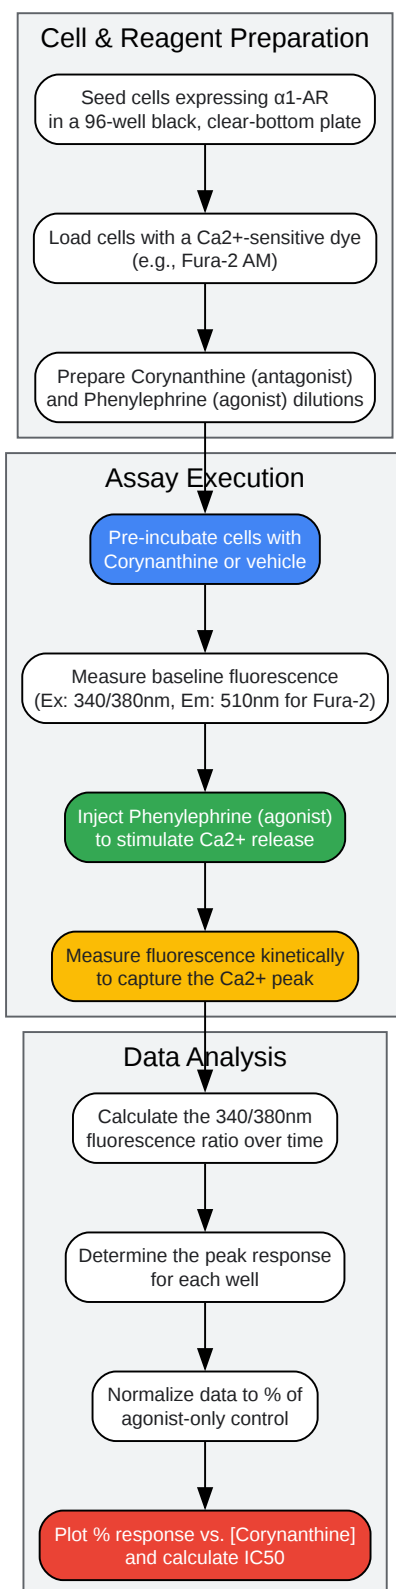 Cell & Reagent Preparation
Seed cells expressing α1-AR
in a 96-well black, clear-bottom plate
Load cells with a Ca2+-sensitive dye
(e.g., Fura-2 AM)
Prepare Corynanthine (antagonist)
and Phenylephrine (agonist) dilutions
Assay Execution
Pre-incubate cells with
Corynanthine or vehicle
Measure baseline fluorescence
(Ex: 340/380nm, Em: 510nm for Fura-2)
Inject Phenylephrine (agonist)
to stimulate Ca2+ release
Measure fluorescence kinetically
to capture the Ca2+ peak
Data Analysis
Calculate the 340/380nm
fluorescence ratio over time
Determine the peak response
for each well
Normalize data to % of
agonist-only control
Plot % response vs. [Corynanthine]
and calculate IC50